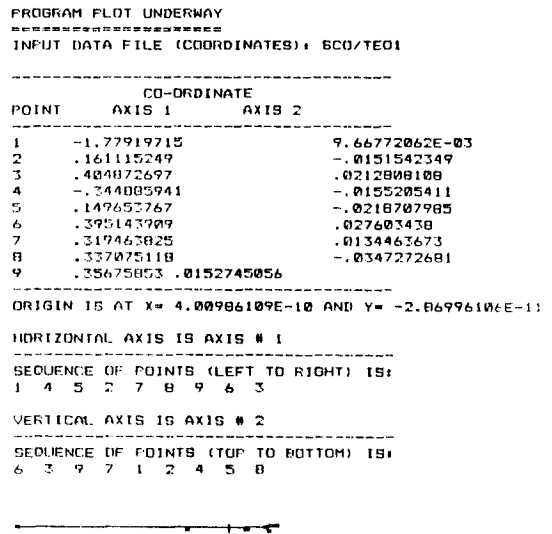 PROGRAM PLOT UNDERWAY
INPUT DATA FILE (COORDINATES): SCO/TEO1
CO-ORDINATE
POINT AXIS 1 AXIS 2
1 -1.77919715 9.66772062E-03
2 .161115249 -.0151542349
3 .404872697 .0212808108
4 -.344085941 -.0155205411
5 .149653767 -.0218707985
6 .395143909 .027603438
7 .319463825 .0134463673
8 .337075118 -.0347272681
9 .35675853 .0152745056
ORIGIN IS AT X= 4.00986109E-10 AND Y= -2.86996106E-11
HORIZONTAL AXIS IS AXIS # 1
SEQUENCE OF POINTS (LEFT TO RIGHT) IS:
1 4 5 2 7 8 9 6 3
VERTICAL AXIS IS AXIS # 2
SEQUENCE OF POINTS (TOP TO BOTTOM) IS:
6 3 9 7 1 2 4 5 8